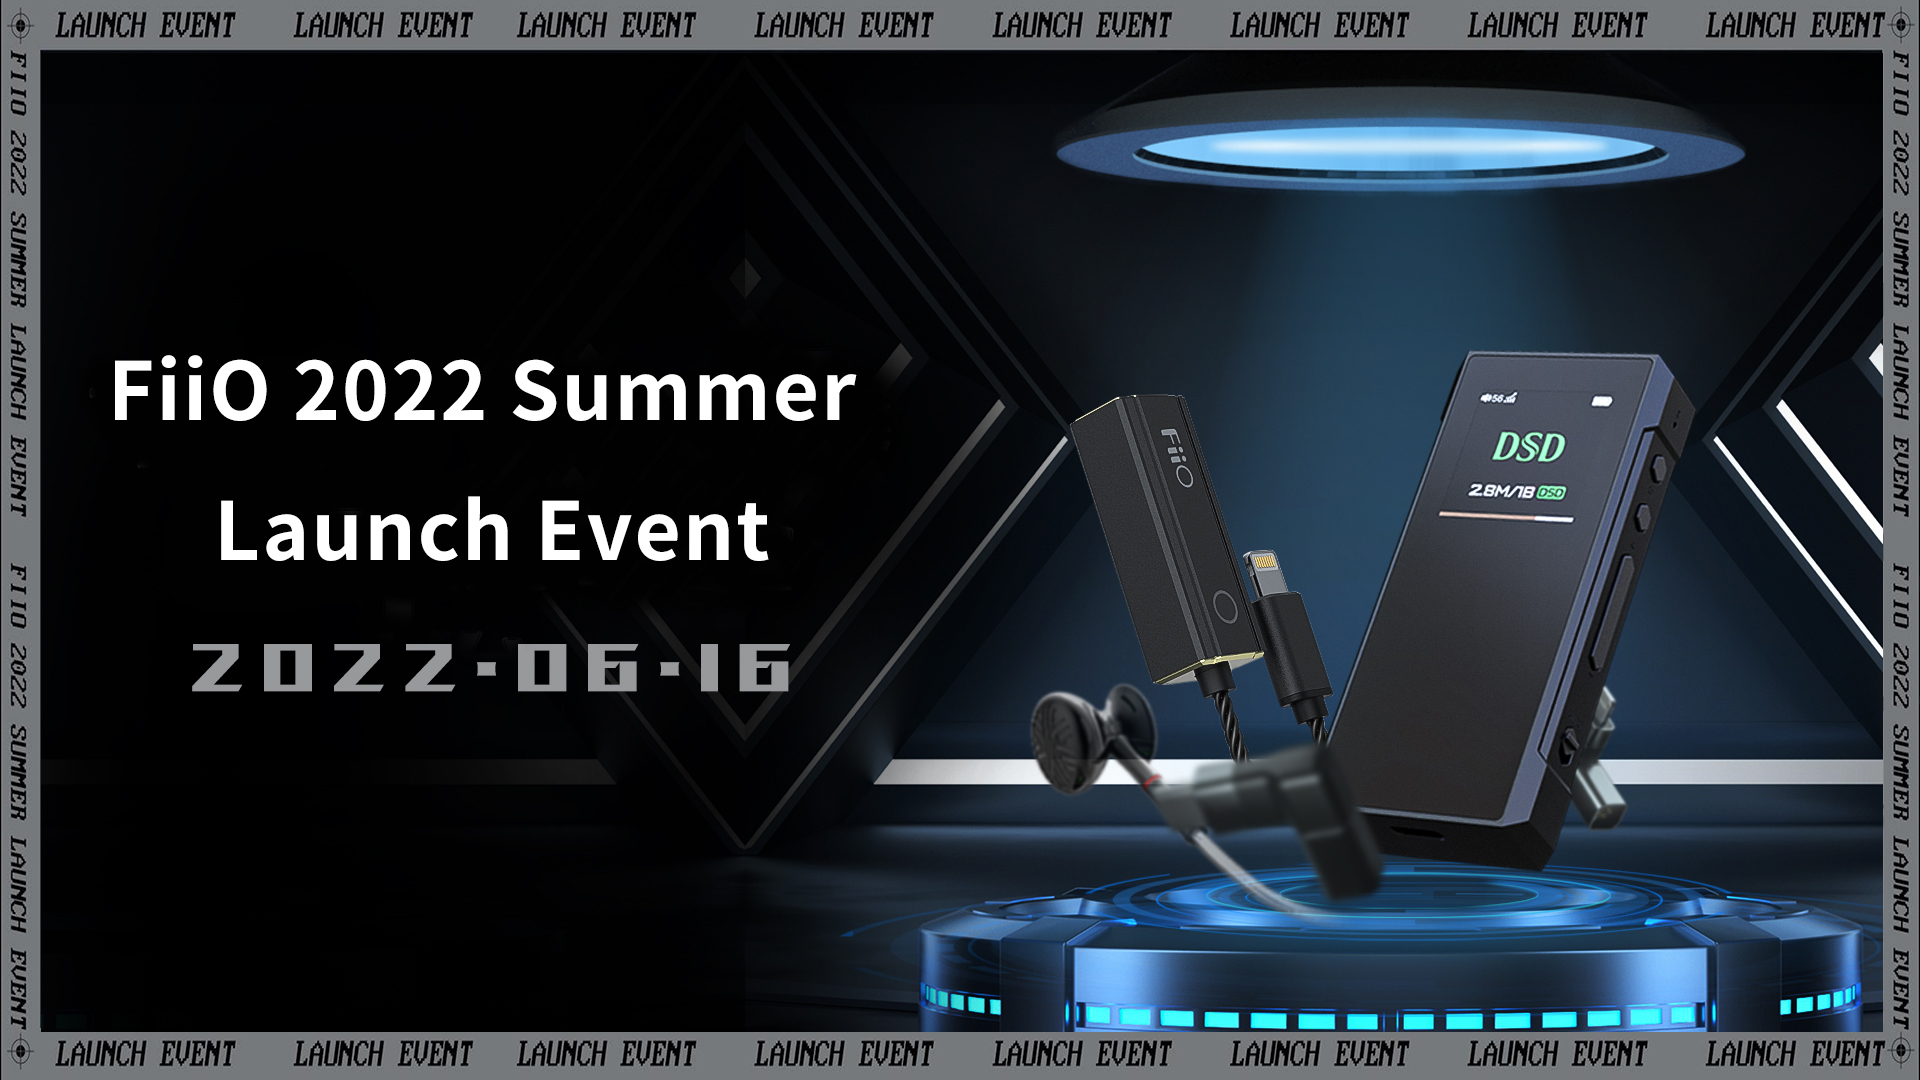 LAUNCH EVENT LAUNCH EVENT LAUNCH EVENT LAUNCH EVENT LAUNCH EVENT LAUNCH EVENT LAUNCH EVENT LAUNCH EVENT
FIIO 2022 SUMMER LAUNCH EVENT FIIO 2022 SUMMER LAUNCH EVENT
FiiO 2022 Summer
Launch Event
2022·06·16
FiiO
56
DSD
2.8M/1B DSD
FIIO 2022 SUMMER LAUNCH EVENT FIIO 2022 SUMMER LAUNCH EVENT
LAUNCH EVENT LAUNCH EVENT LAUNCH EVENT LAUNCH EVENT LAUNCH EVENT LAUNCH EVENT LAUNCH EVENT LAUNCH EVENT